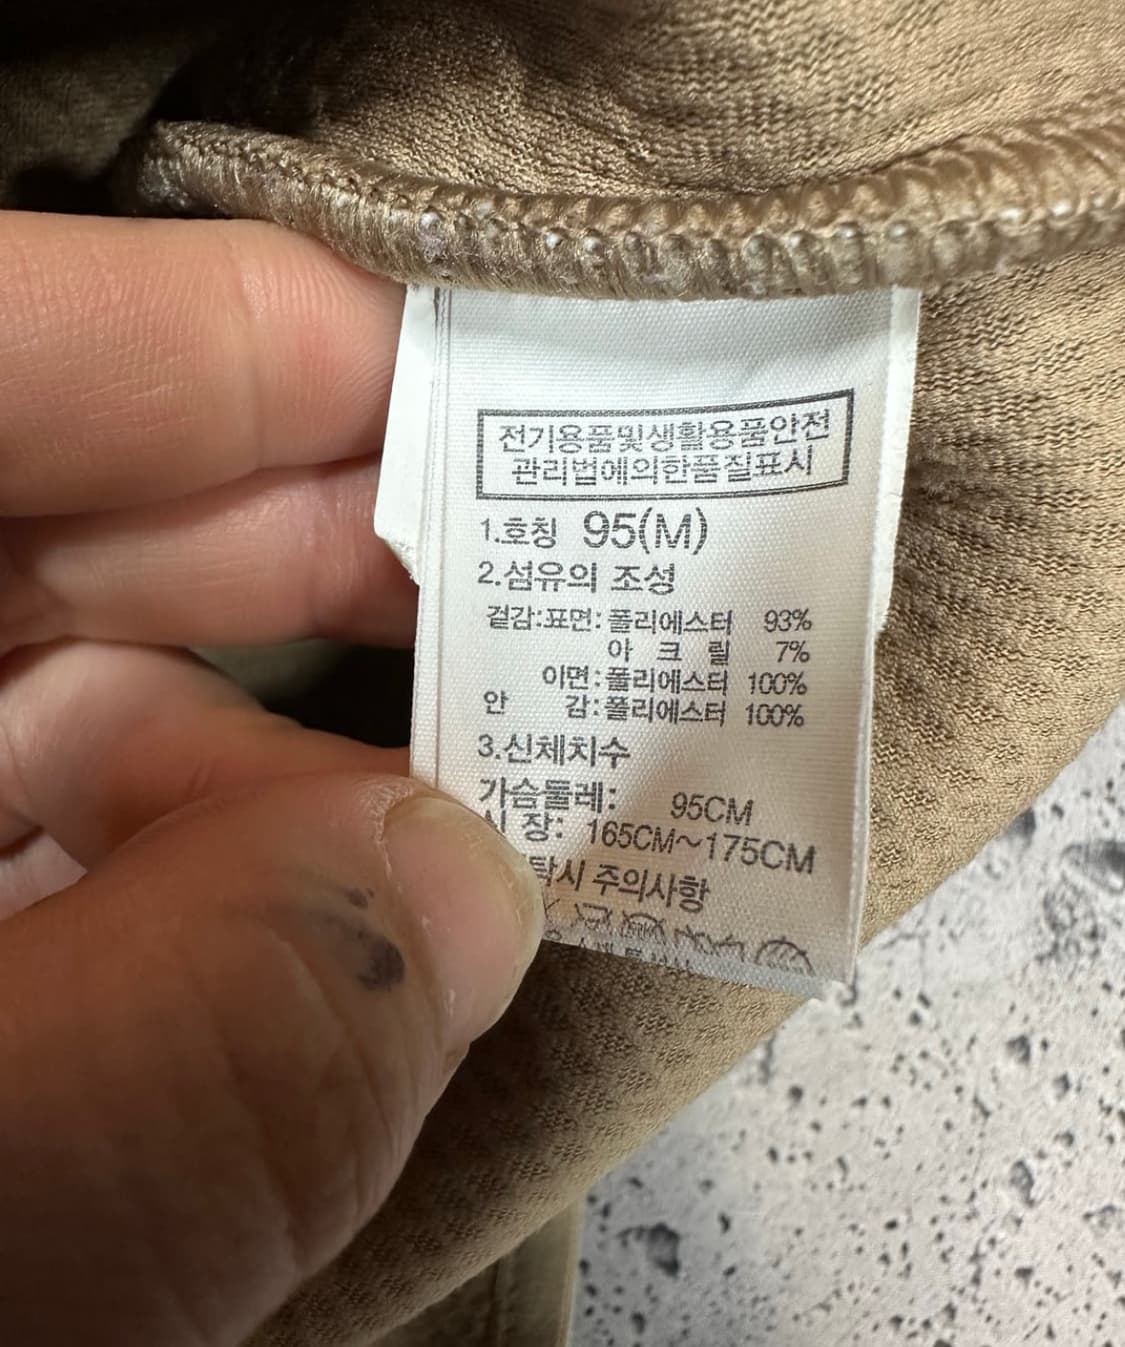 전기용품및생활용품안전
관리법에의한품질표시
1.호칭 95(M)
2.섬유의 조성
겉감:표면:폴리에스터 93%
아 크 릴 7%
이면:폴리에스터 100%
안 감:폴리에스터 100%
3.신체치수
가슴둘레: 95CM
장: 165CM~175CM
주의사항